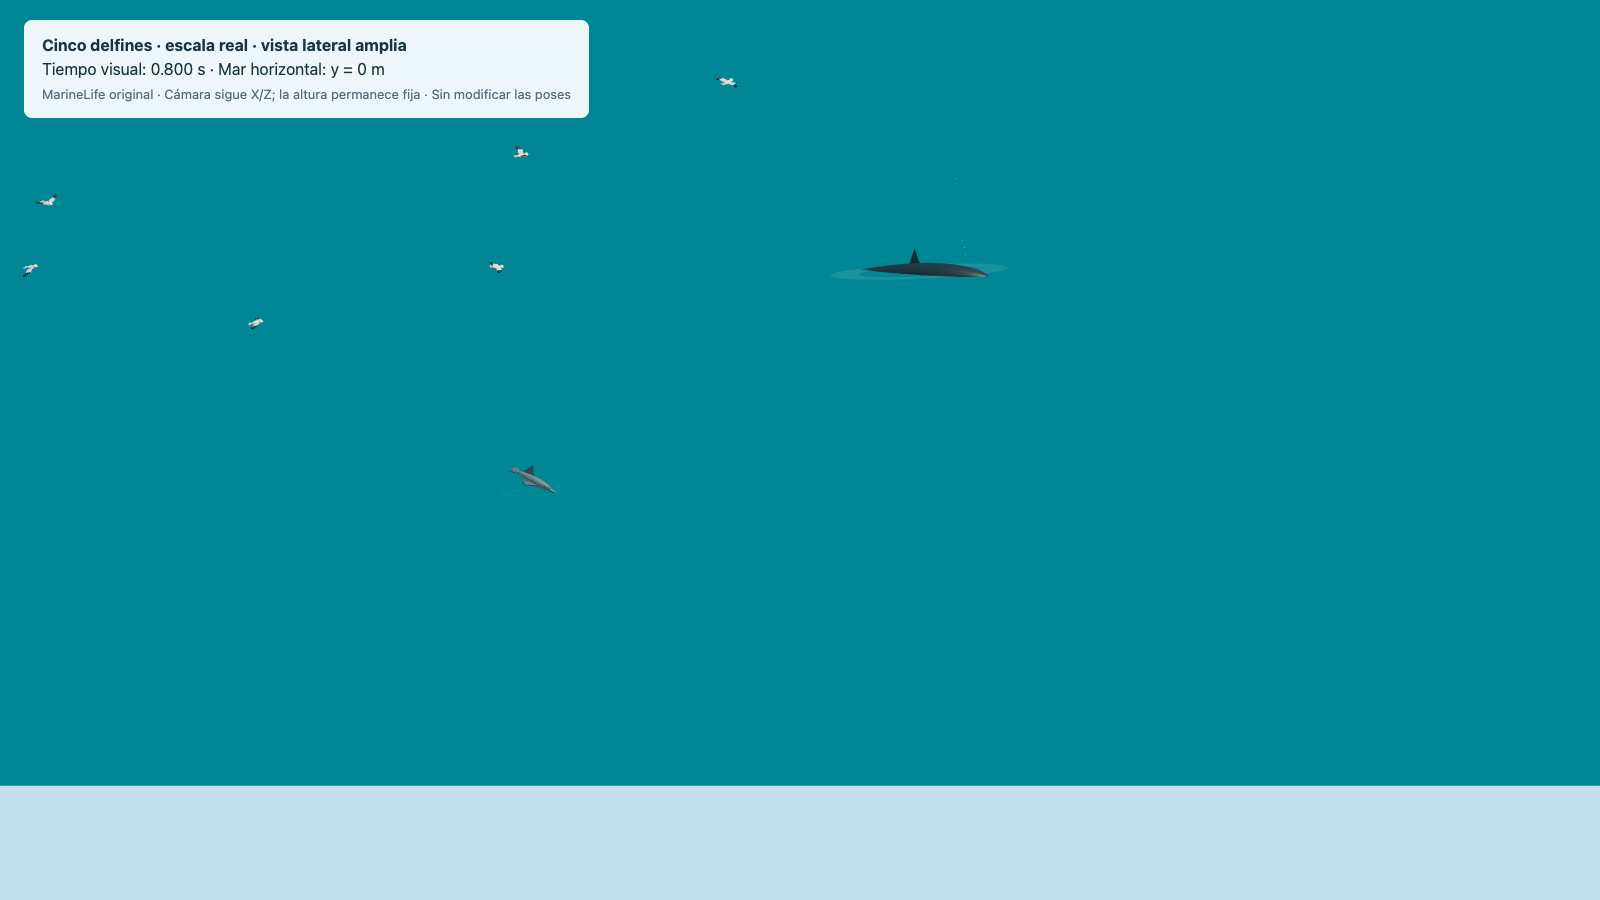 Cinco delfines · escala real · vista lateral amplia
Tiempo visual: 0.800 s · Mar horizontal: y = 0 m
MarineLife original · Cámara sigue X/Z; la altura permanece fija · Sin modificar las poses